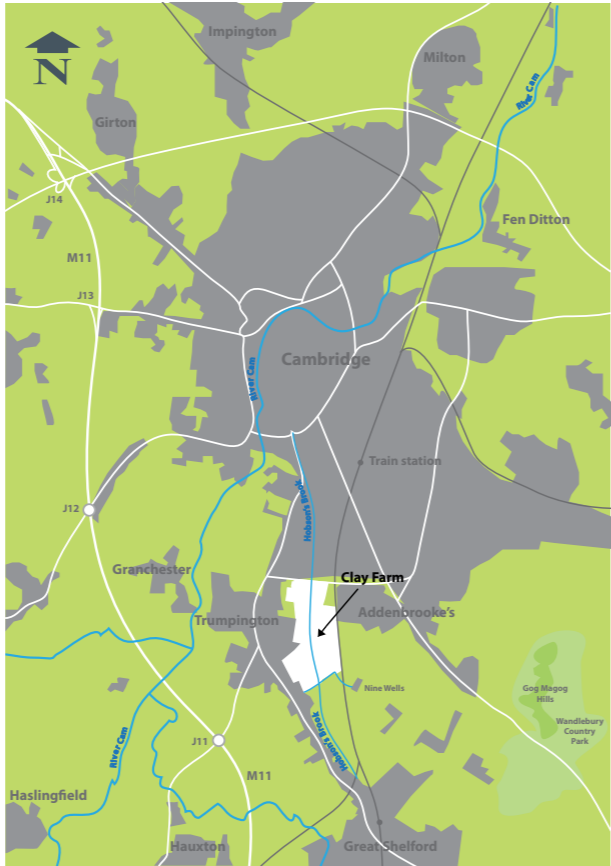 Impington
N
Milton
River Cam
Girton
J14
Fen Ditton
M11
J13
Cambridge
River Cam
Train station
Hobson's Brook
J12
Granchester
Clay Farm
Trumpington
Addenbrooke's
Nine Wells
Gog Magog
Hills
Wandlebury
Country
Park
Hobson's Brook
River Cam
J11
M11
Haslingfield
Hauxton
Great Shelford